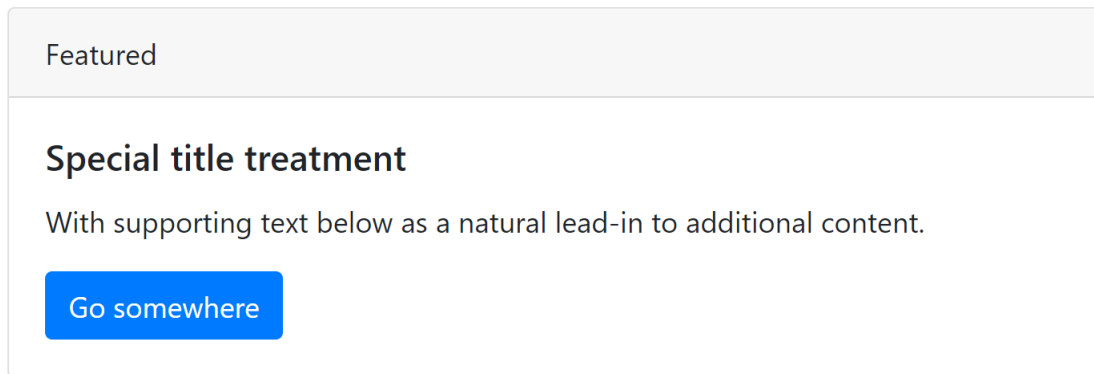 Featured
Special title treatment
With supporting text below as a natural lead-in to additional content.
Go somewhere